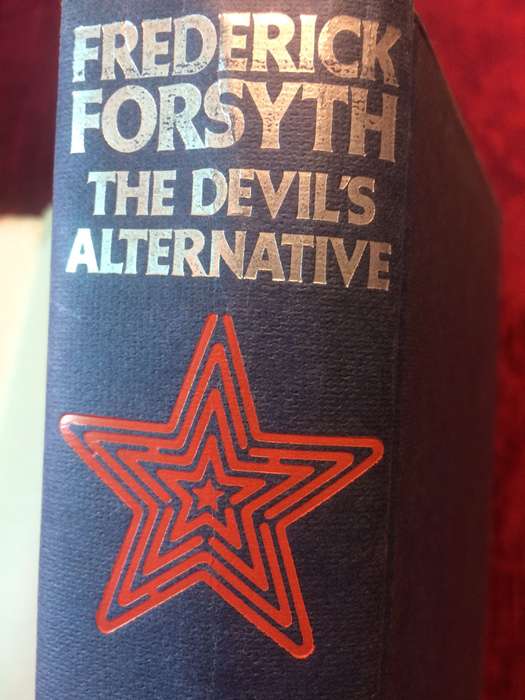 FREDERICK
FORSYTH
THE DEVIL'S
ALTERNATIVE